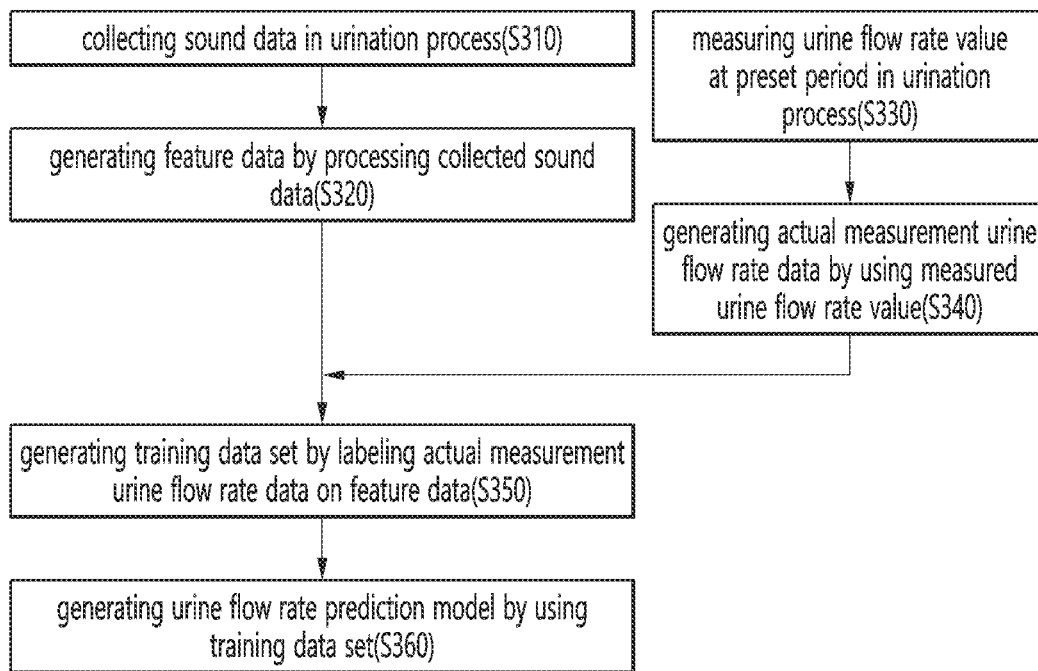 collecting sound data in urination process(S310)
generating feature data by processing collected sound
data(S320)
measuring urine flow rate value
at preset period in urination
process(S330)
generating actual measurement urine
flow rate data by using measured
urine flow rate value(S340)
generating training data set by labeling actual measurement
urine flow rate data on feature data(S350)
generating urine flow rate prediction model by using
training data set(S360)